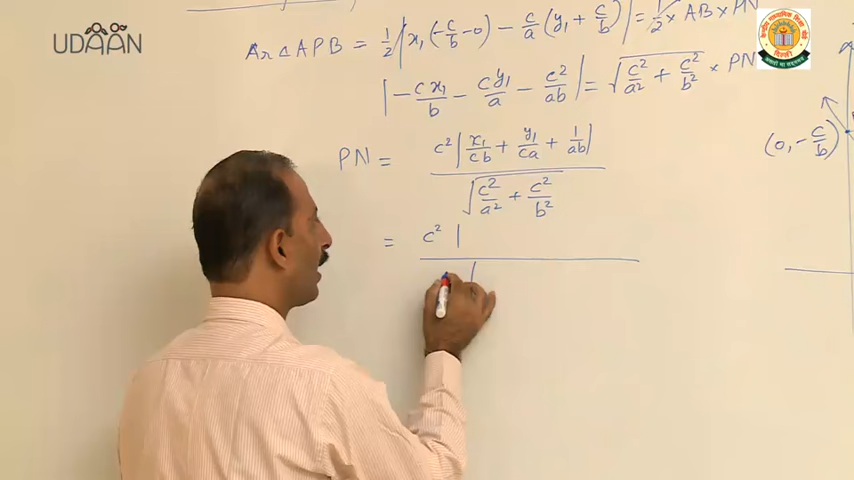 UDAAN
Ar △APB = 1/2 |x₁(-c/b - 0) - c/a (y₁ + c/b)| = 1/2 × AB × PN
|-cx₁/b - cy₁/a - c²/ab| = √(c²/a² + c²/b²) × PN
PN = c² |x₁/cb + y₁/ca + 1/ab| / √(c²/a² + c²/b²)
= c² |
(0, -c/b)